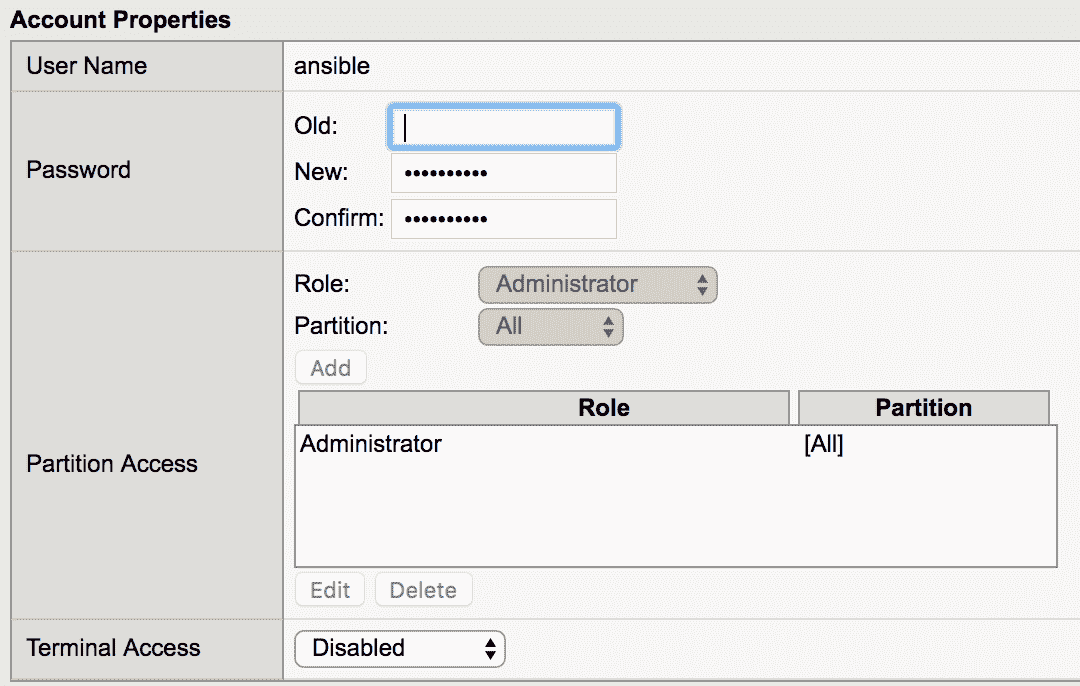 Account Properties
User Name
ansible
Password
Old:
New: ••••••••••
Confirm: ••••••••••
Partition Access
Role: Administrator
Partition: All
Add
Role Partition
Administrator [All]
Edit Delete
Terminal Access
Disabled